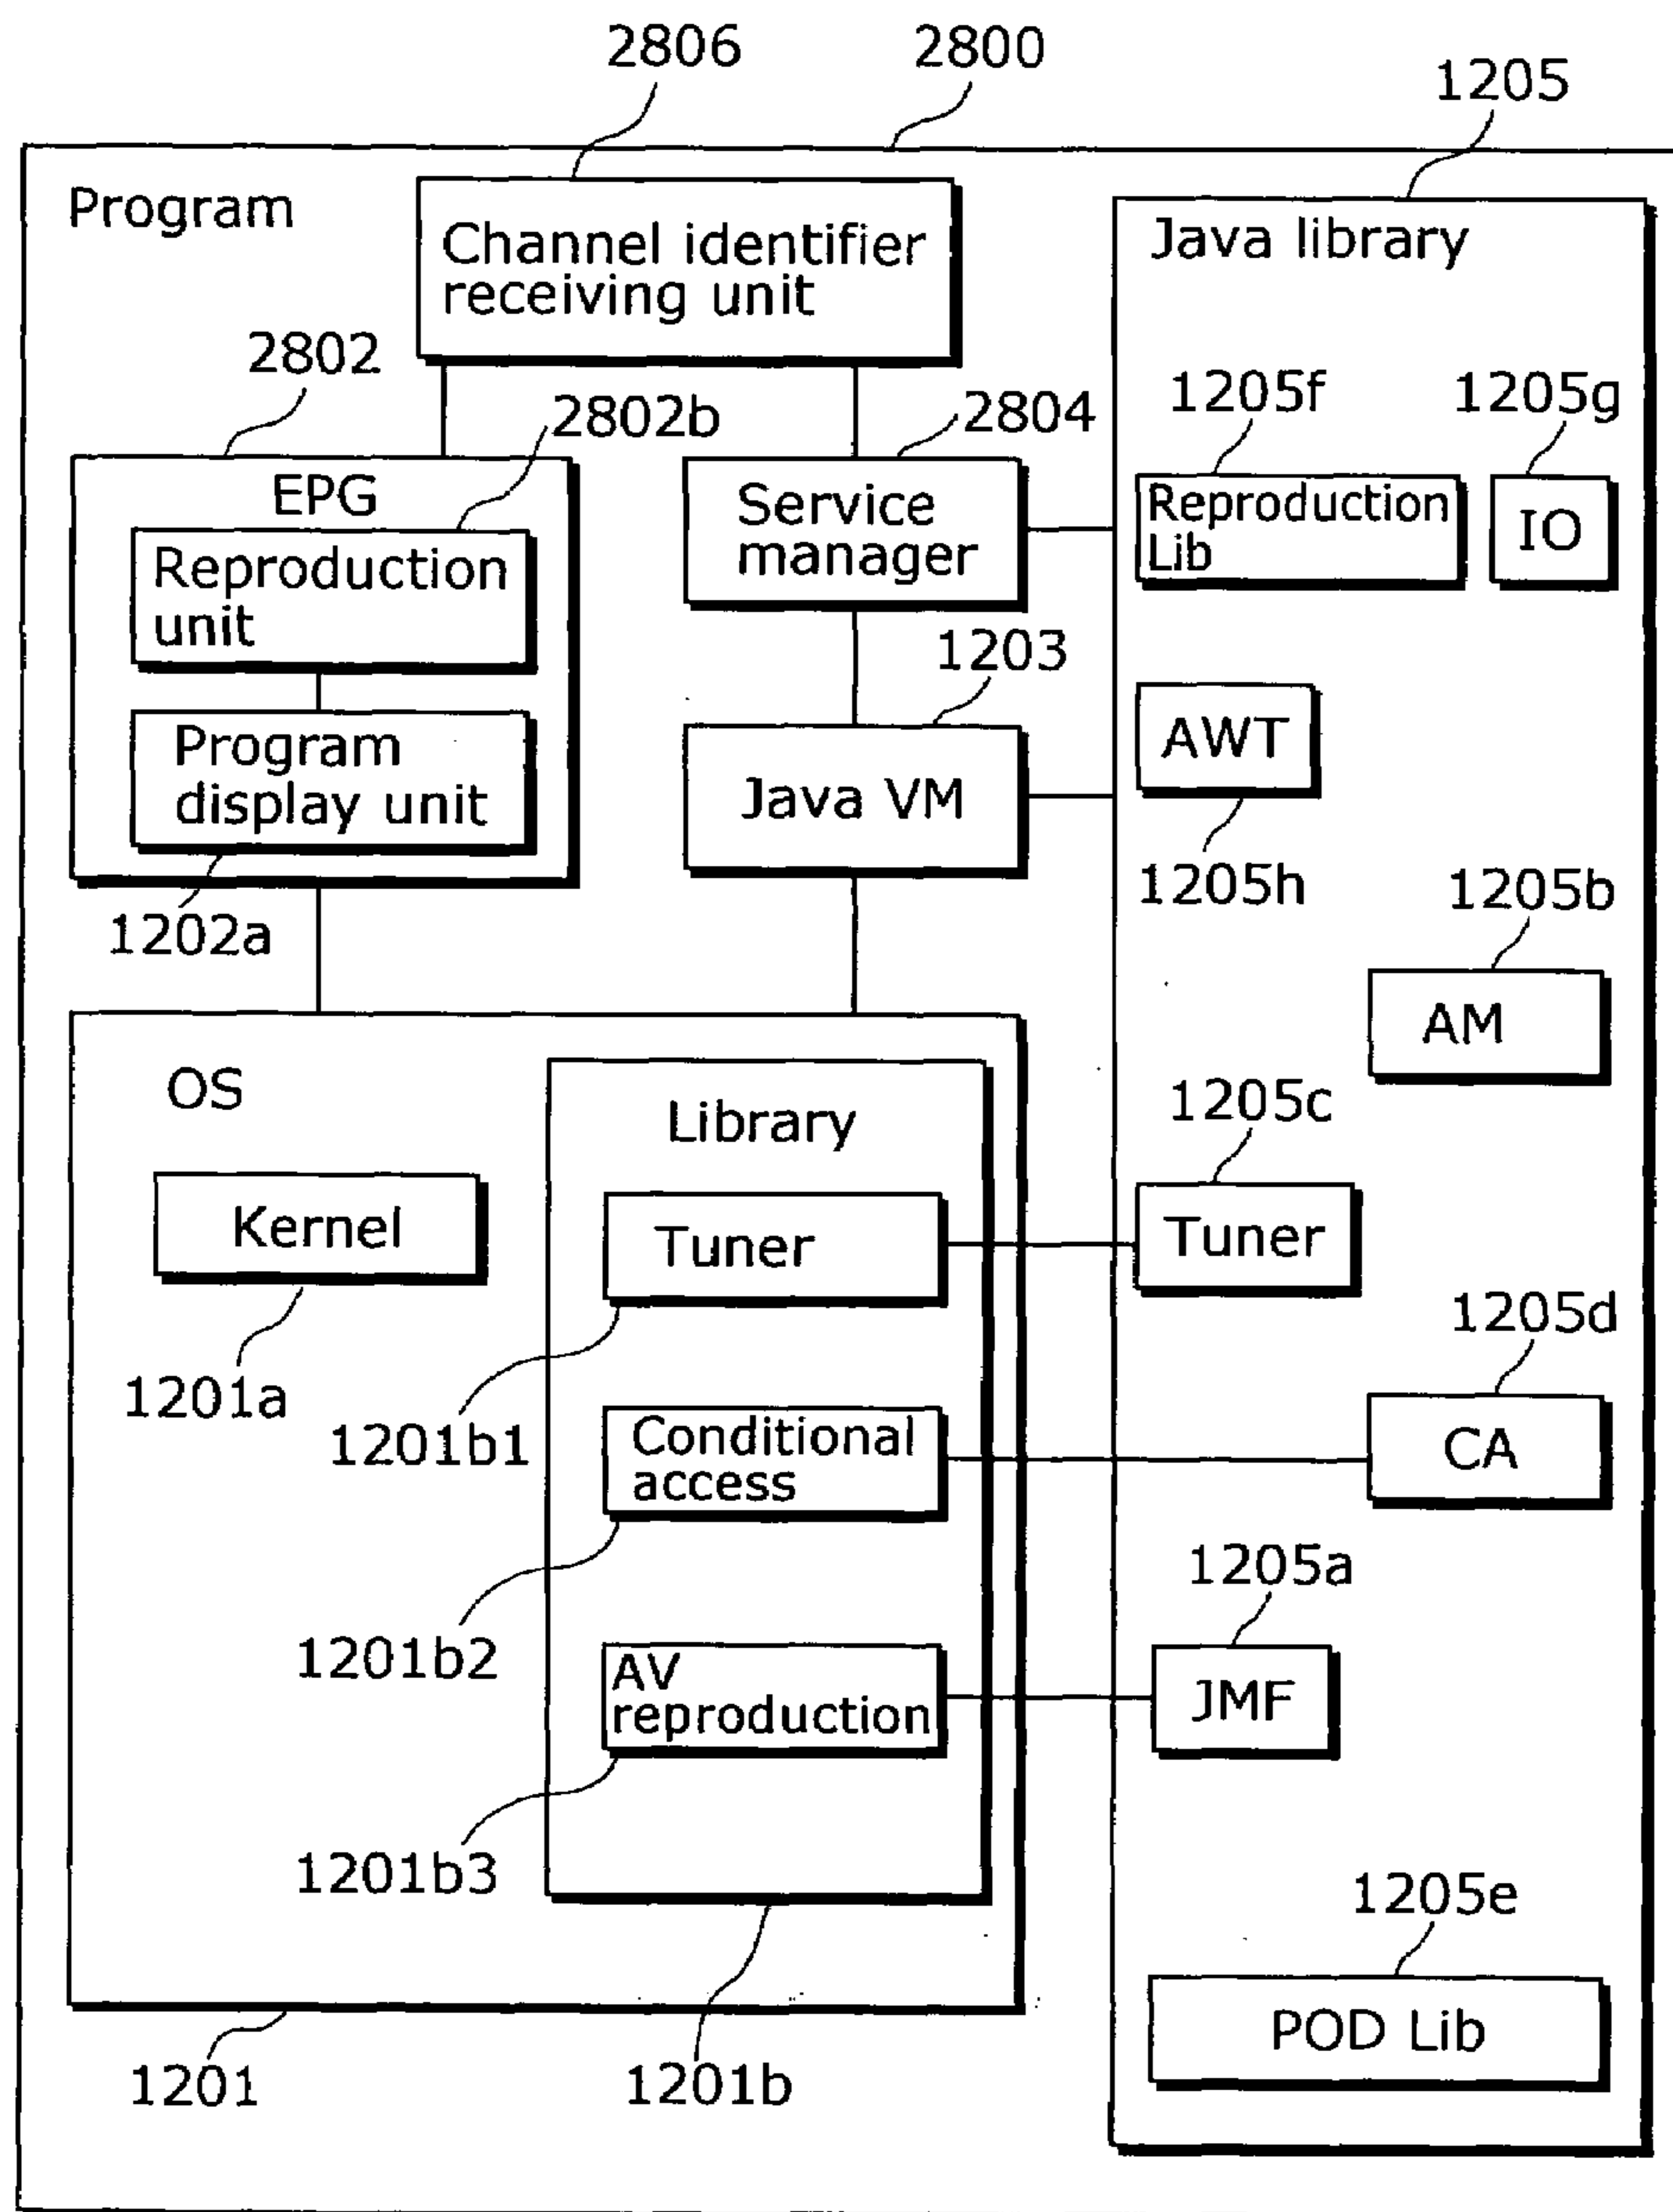 2806
2800
1205
Program
Channel identifier
receiving unit
Java library
2802
2802b
2804
1205f
1205g
EPG
Reproduction
unit
Service
manager
Reproduction
Lib
IO
1203
Program
display unit
Java VM
AWT
1202a
1205h
1205b
AM
OS
Library
1205c
Kernel
Tuner
Tuner
1201a
1205d
1201b1
Conditional
access
CA
1205a
1201b2
AV
reproduction
JMF
1201b3
1205e
POD Lib
1201
1201b